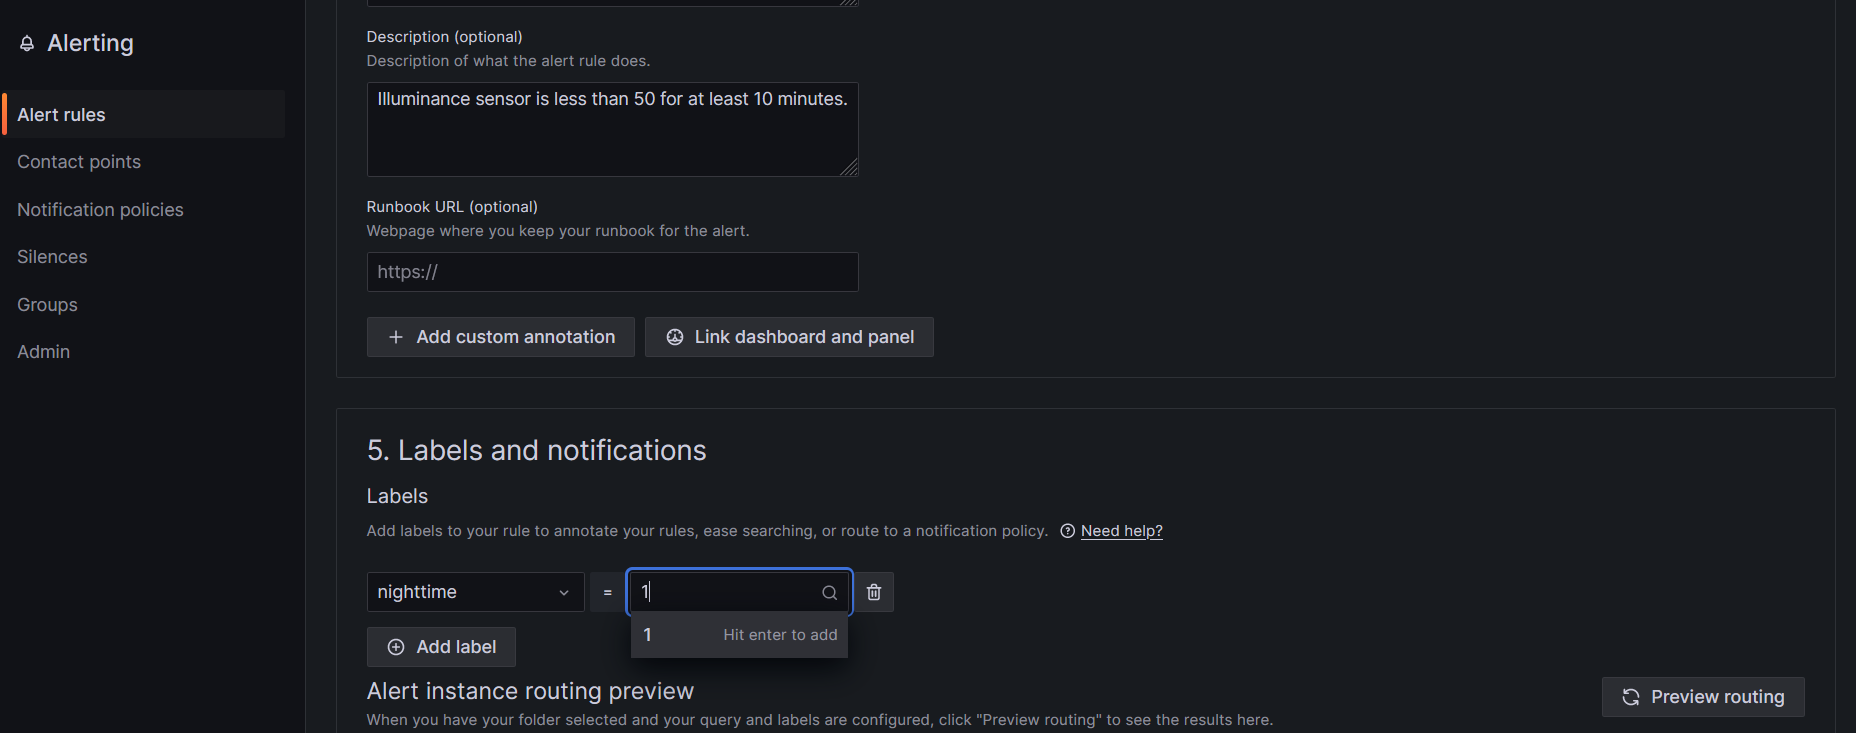 Alerting
Alert rules
Contact points
Notification policies
Silences
Groups
Admin
Description (optional)
Description of what the alert rule does.
Illuminance sensor is less than 50 for at least 10 minutes.
Runbook URL (optional)
Webpage where you keep your runbook for the alert.
https://
Add custom annotation
Link dashboard and panel
5. Labels and notifications
Labels
Add labels to your rule to annotate your rules, ease searching, or route to a notification policy. Need help?
nighttime = 1
1 Hit enter to add
Add label
Alert instance routing preview
Preview routing
When you have your folder selected and your query and labels are configured, click "Preview routing" to see the results here.